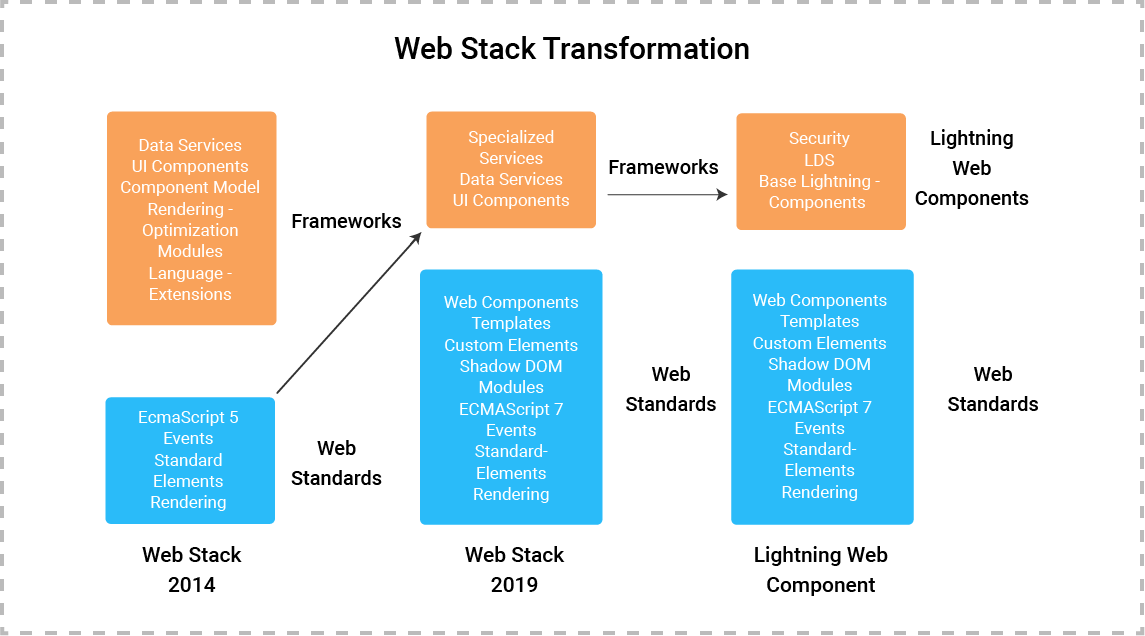 Web Stack Transformation
Data Services
UI Components
Component Model
Rendering -
Optimization
Modules
Language -
Extensions
Frameworks
EcmaScript 5
Events
Standard
Elements
Rendering
Web
Standards
Web Stack
2014
Specialized
Services
Data Services
UI Components
Frameworks
Web Components
Templates
Custom Elements
Shadow DOM
Modules
ECMAScript 7
Events
Standard-
Elements
Rendering
Web
Standards
Web Stack
2019
Security
LDS
Base Lightning -
Components
Lightning
Web
Components
Web Components
Templates
Custom Elements
Shadow DOM
Modules
ECMAScript 7
Events
Standard-
Elements
Rendering
Web
Standards
Lightning Web
Component